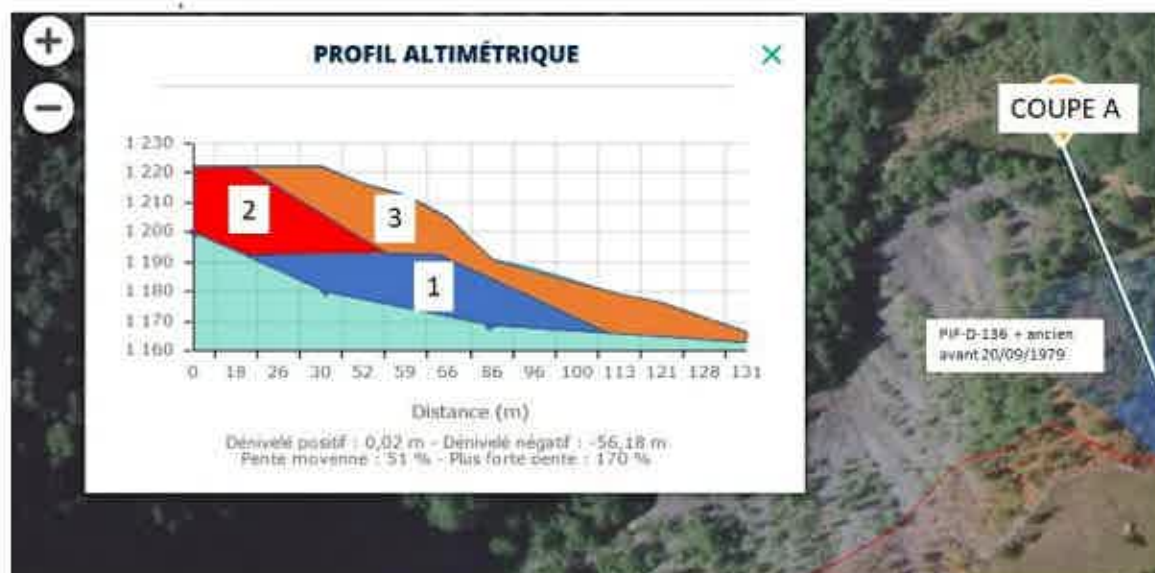 PROFIL ALTIMÉTRIQUE
1 230
1 220
1 210
1 200
1 190
1 180
1 170
1 160
2
3
1
0 18 26 30 52 59 66 86 96 100 113 121 128 131
Distance (m)
Dénivelé positif : 0,02 m - Dénivelé négatif : -56,18 m
Pente moyenne : 51 % - Plus forte pente : 170 %
COUPE A
PIF-D-136 + ancien
avant 20/09/1979